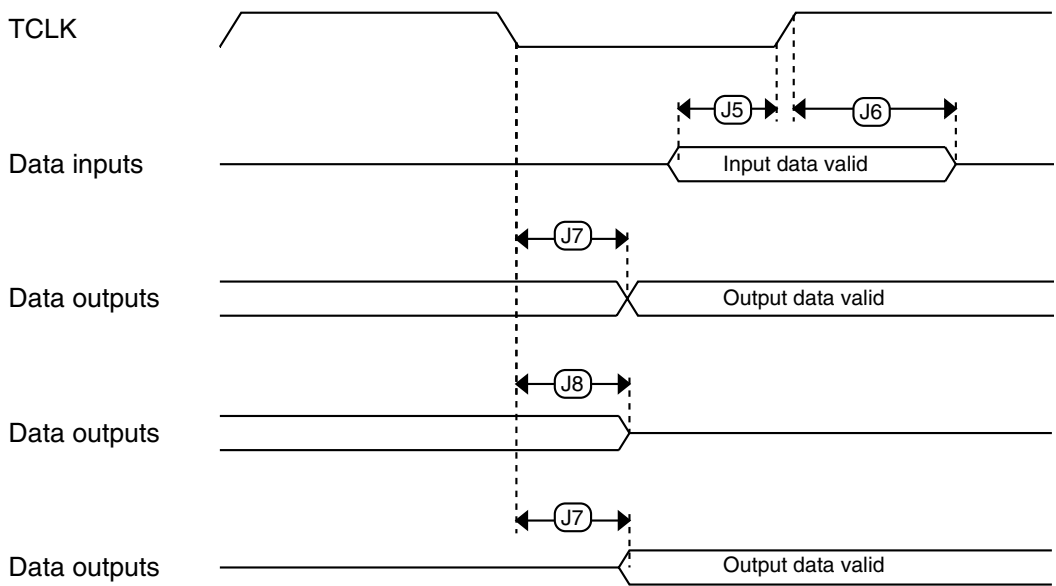 TCLK
J5
J6
Data inputs
Input data valid
J7
Data outputs
Output data valid
J8
Data outputs
J7
Data outputs
Output data valid